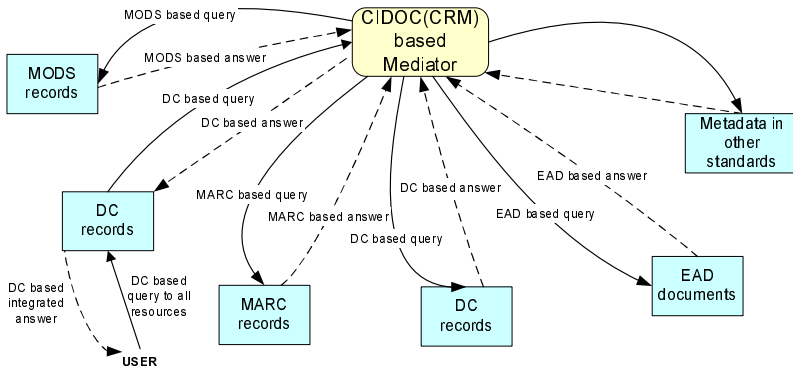 MODS based query
CIDOC(CRM)
based
Mediator
MODS based answer
MODS
records
DC based query
DC based answer
Metadata in
other
standards
MARC based query
DC based answer
EAD based answer
MARC based answer
EAD based query
DC based query
DC
records
DC based
integrated
answer
DC based
query to all
resources
MARC
records
DC
records
EAD
documents
USER